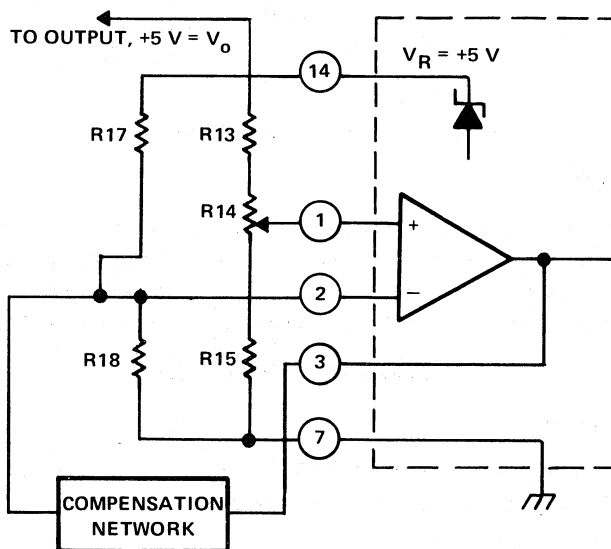 TO OUTPUT, +5 V = Vo
14
VR = +5 V
R17
R13
R14
1
+
2
−
R18
R15
3
7
COMPENSATION
NETWORK